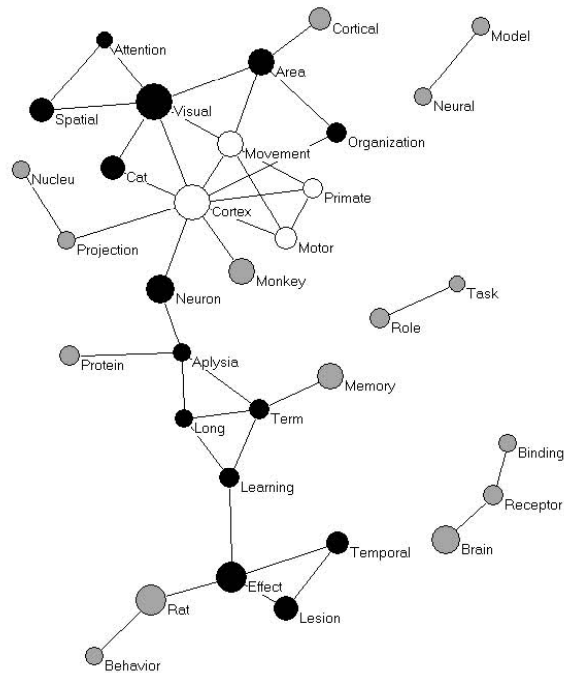 Attention
Cortical
Model
Area
Spatial
Visual
Neural
Organization
Movement
Nucleu
Cat
Primate
Cortex
Projection
Motor
Monkey
Neuron
Task
Role
Protein
Aplysia
Memory
Long
Term
Binding
Learning
Receptor
Temporal
Brain
Effect
Rat
Lesion
Behavior